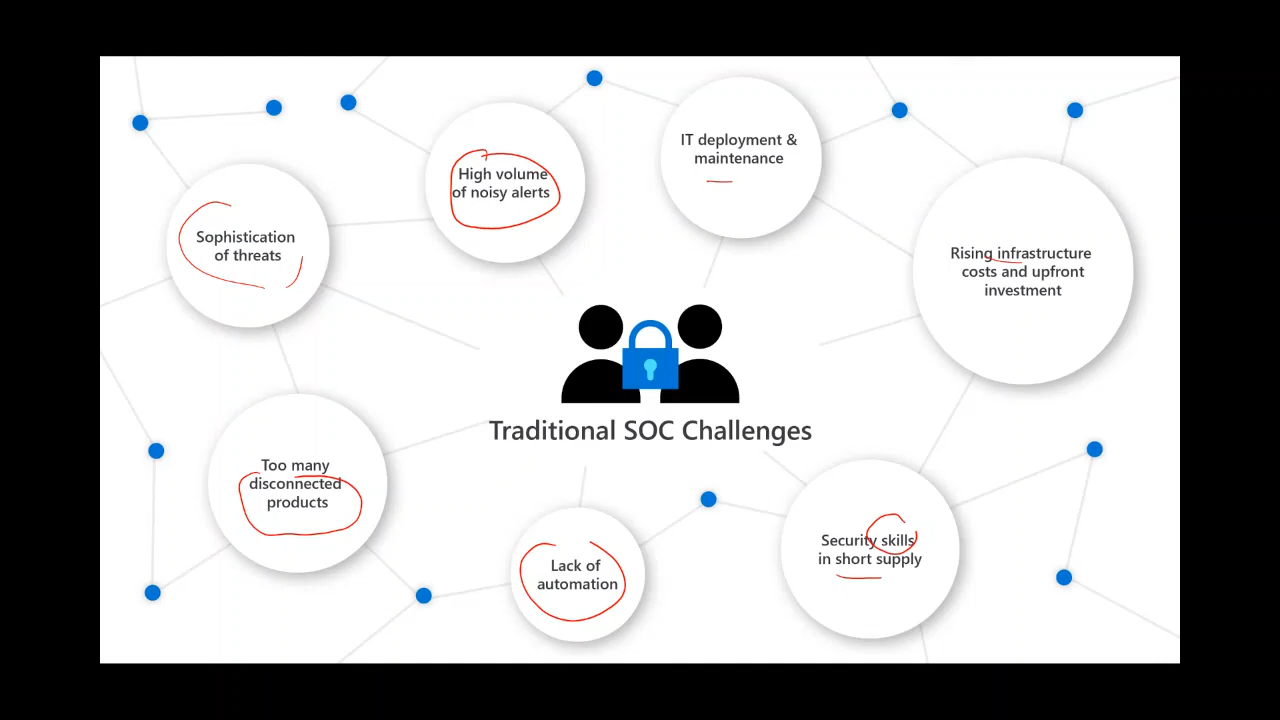 IT deployment &
maintenance
High volume
of noisy alerts
Sophistication
of threats
Rising infrastructure
costs and upfront
investment
Traditional SOC Challenges
Too many
disconnected
products
Security skills
in short supply
Lack of
automation